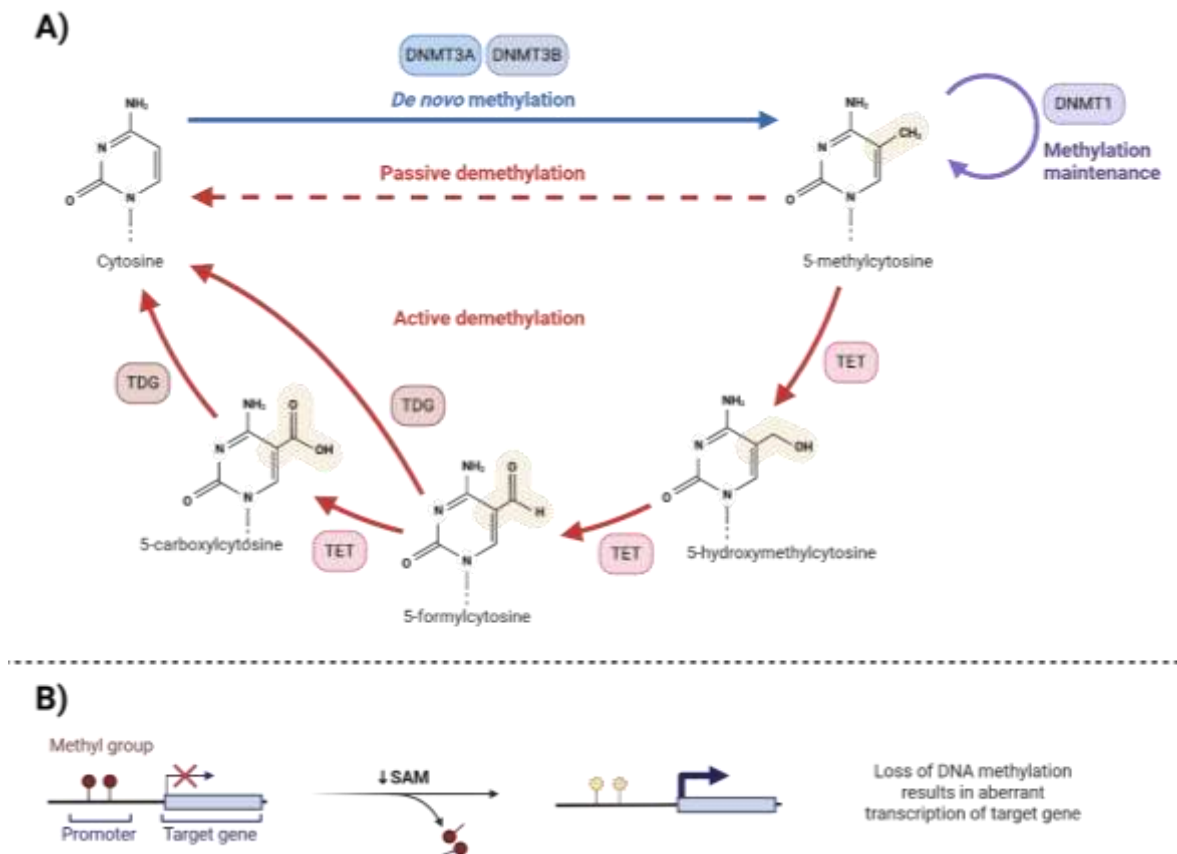 A)
DNMT3A DNMT3B
De novo methylation
NH₂
N
O
N
Cytosine
Passive demethylation
NH₂
CH₃
N
O
N
5-methylcytosine
DNMT1
Methylation
maintenance
Active demethylation
TET
TDG
TDG
NH₂
O
OH
N
O
N
5-carboxylcytosine
TET
NH₂
O
H
N
O
N
5-formylcytosine
TET
NH₂
OH
N
O
N
5-hydroxymethylcytosine
B)
Methyl group
Promoter
Target gene
↓SAM
Loss of DNA methylation
results in aberrant
transcription of target gene